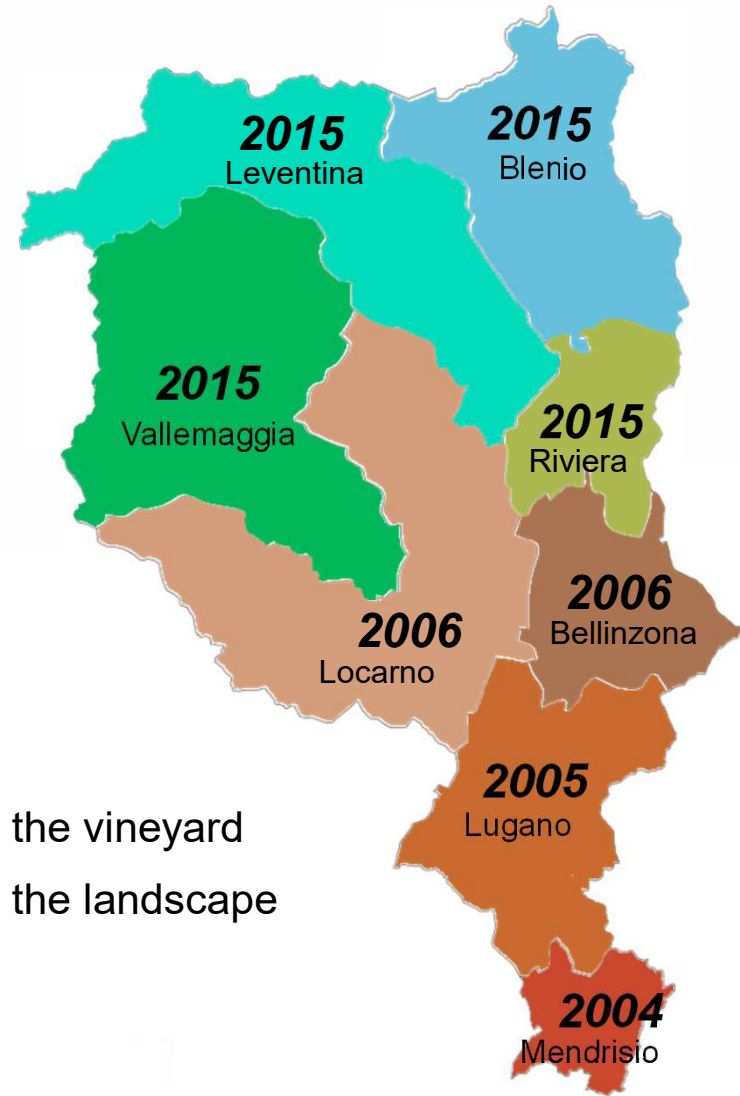 2015
Leventina
2015
Blenio
2015
Vallemaggia
2015
Riviera
2006
Bellinzona
2006
Locarno
2005
Lugano
the vineyard
the landscape
2004
Mendrisio